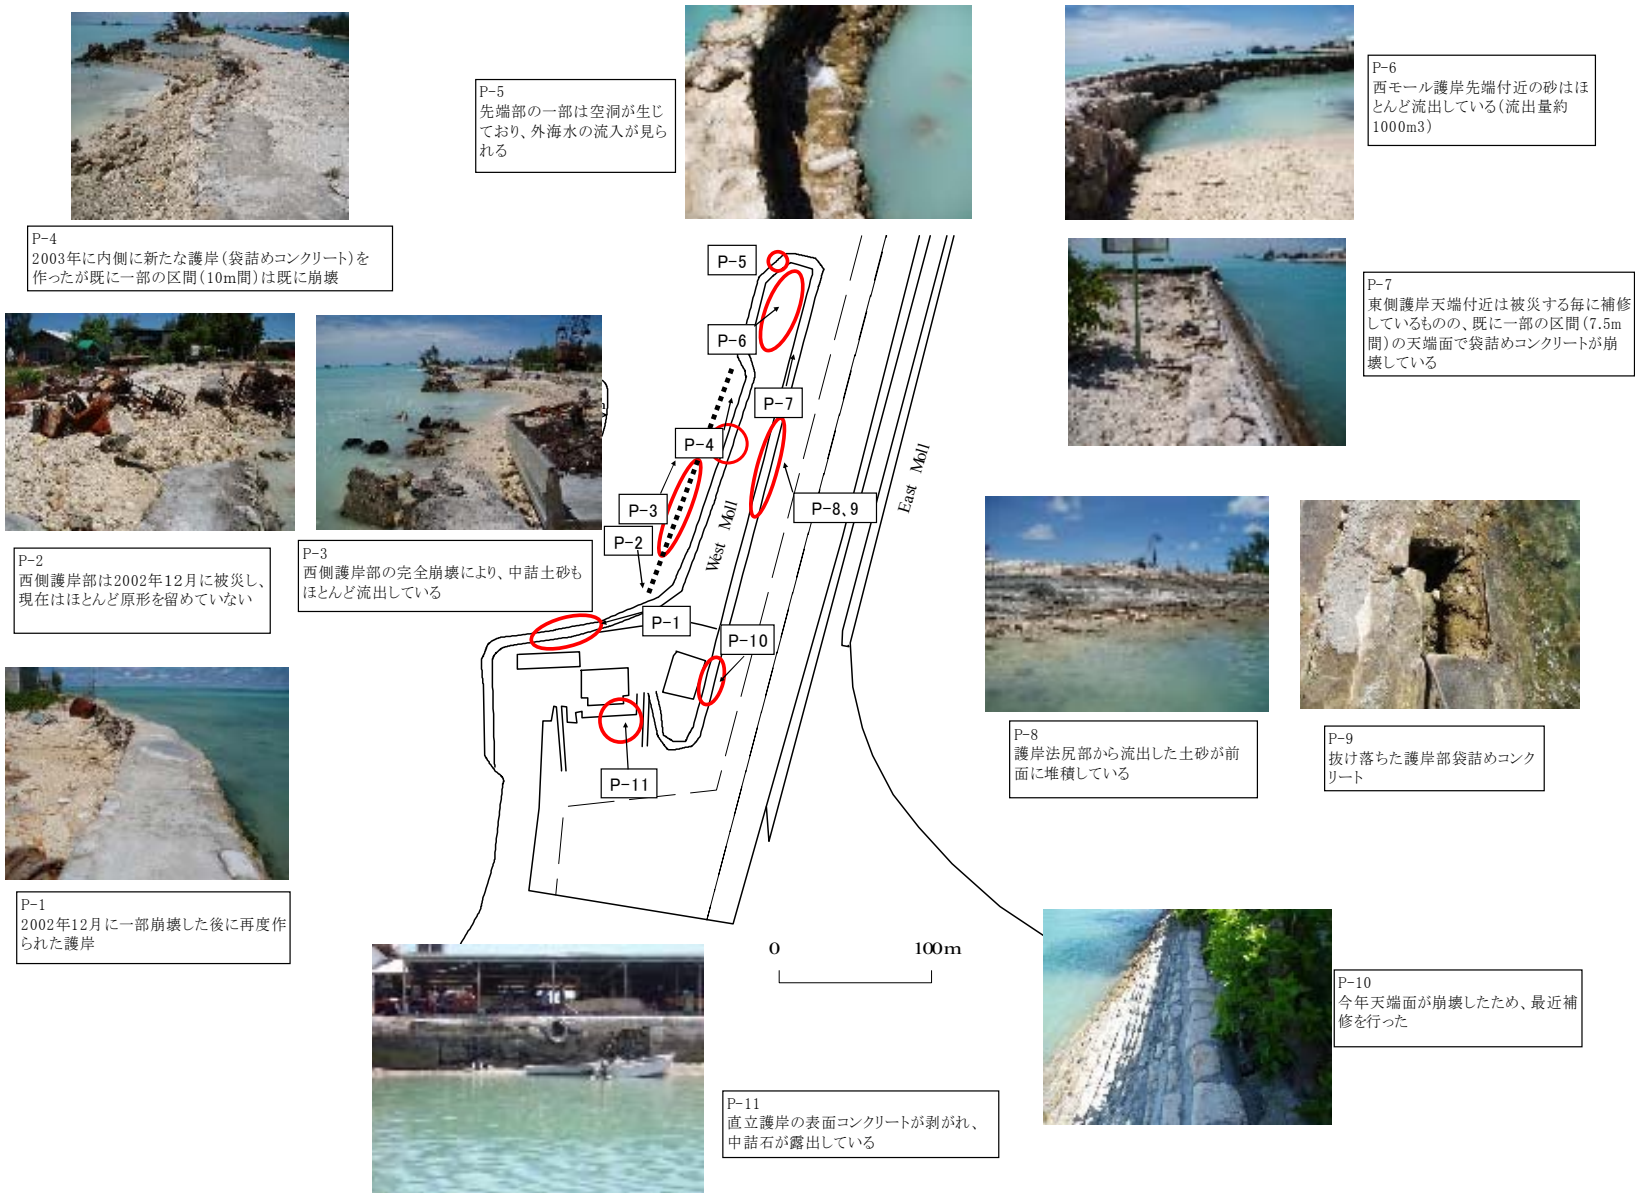 P-5
先端部の一部は空洞が生じ
ており、外海水の流入が見ら
れる
P-6
西モール護岸先端付近の砂はほ
とんど流出している(流出量約
1000m3)
P-4
2003年に内側に新たな護岸(袋詰めコンクリート)を
作ったが既に一部の区間(10m間)は既に崩壊
P-7
東側護岸天端付近は被災する毎に補修
しているものの、既に一部の区間(7.5m
間)の天端面で袋詰めコンクリートが崩
壊している
P-5
P-6
P-7
P-4
P-3
P-8、9
P-2
P-1
P-10
P-11
West Moll
East Moll
P-2
西側護岸部は2002年12月に被災し、
現在はほとんど原形を留めていない
P-3
西側護岸部の完全崩壊により、中詰土砂も
ほとんど流出している
P-8
護岸法尻部から流出した土砂が前
面に堆積している
P-9
抜け落ちた護岸部袋詰めコンク
リート
P-1
2002年12月に一部崩壊した後に再度作
られた護岸
0 100m
P-10
今年天端面が崩壊したため、最近補
修を行った
P-11
直立護岸の表面コンクリートが剥がれ、
中詰石が露出している